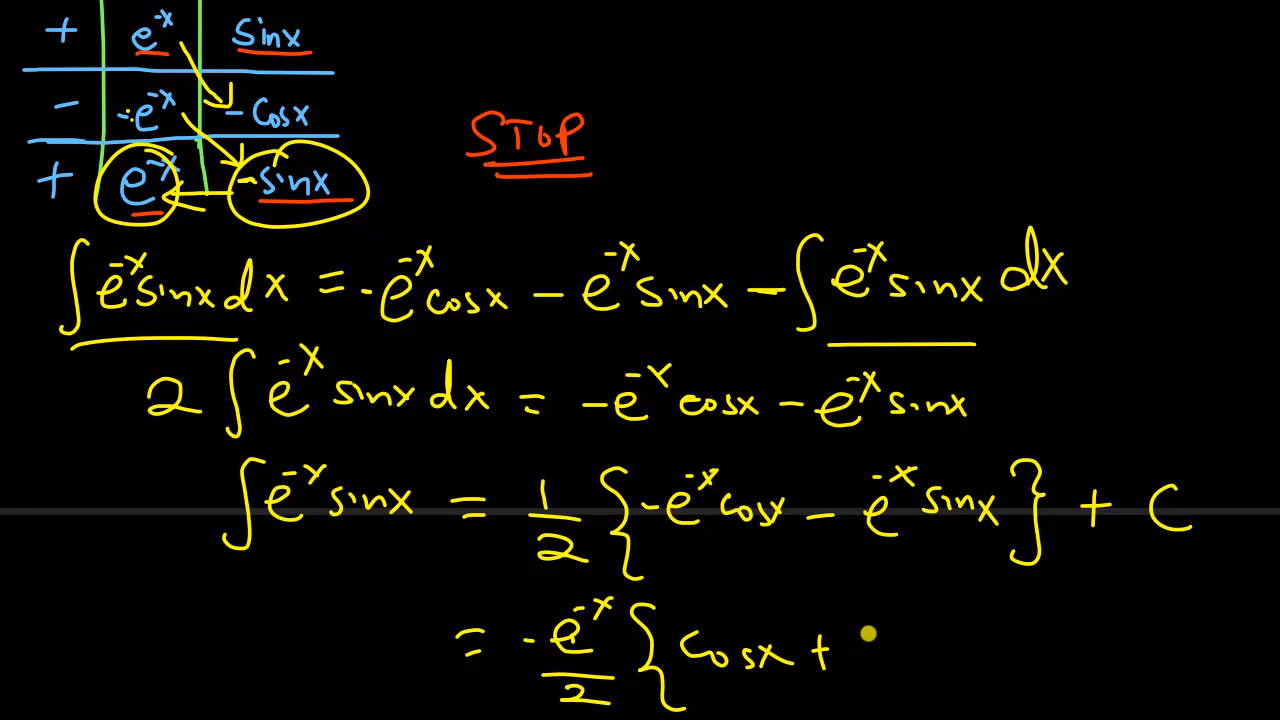 + e^-x sinx
- -e^-x -cosx
STOP
+ e^-x -sinx
∫e^-x sinx dx = -e^-x cosx - e^-x sinx - ∫e^-x sinx dx
2∫e^-x sinx dx = -e^-x cosx - e^-x sinx
∫e^-x sinx = 1/2 {-e^-x cosx - e^-x sinx} + C
= -e^-x/2 {cosx +